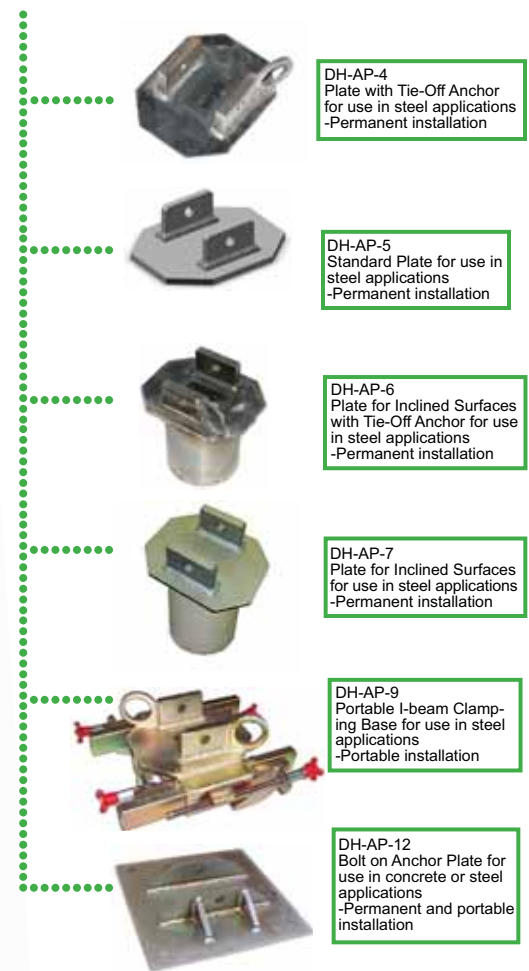 DH-AP-4
Plate with Tie-Off Anchor
for use in steel applications
-Permanent installation
DH-AP-5
Standard Plate for use in
steel applications
-Permanent installation
DH-AP-6
Plate for Inclined Surfaces
with Tie-Off Anchor for use
in steel applications
-Permanent installation
DH-AP-7
Plate for Inclined Surfaces
for use in steel applications
-Permanent installation
DH-AP-9
Portable I-beam Clamp-
ing Base for use in steel
applications
-Portable installation
DH-AP-12
Bolt on Anchor Plate for
use in concrete or steel
applications
-Permanent and portable
installation